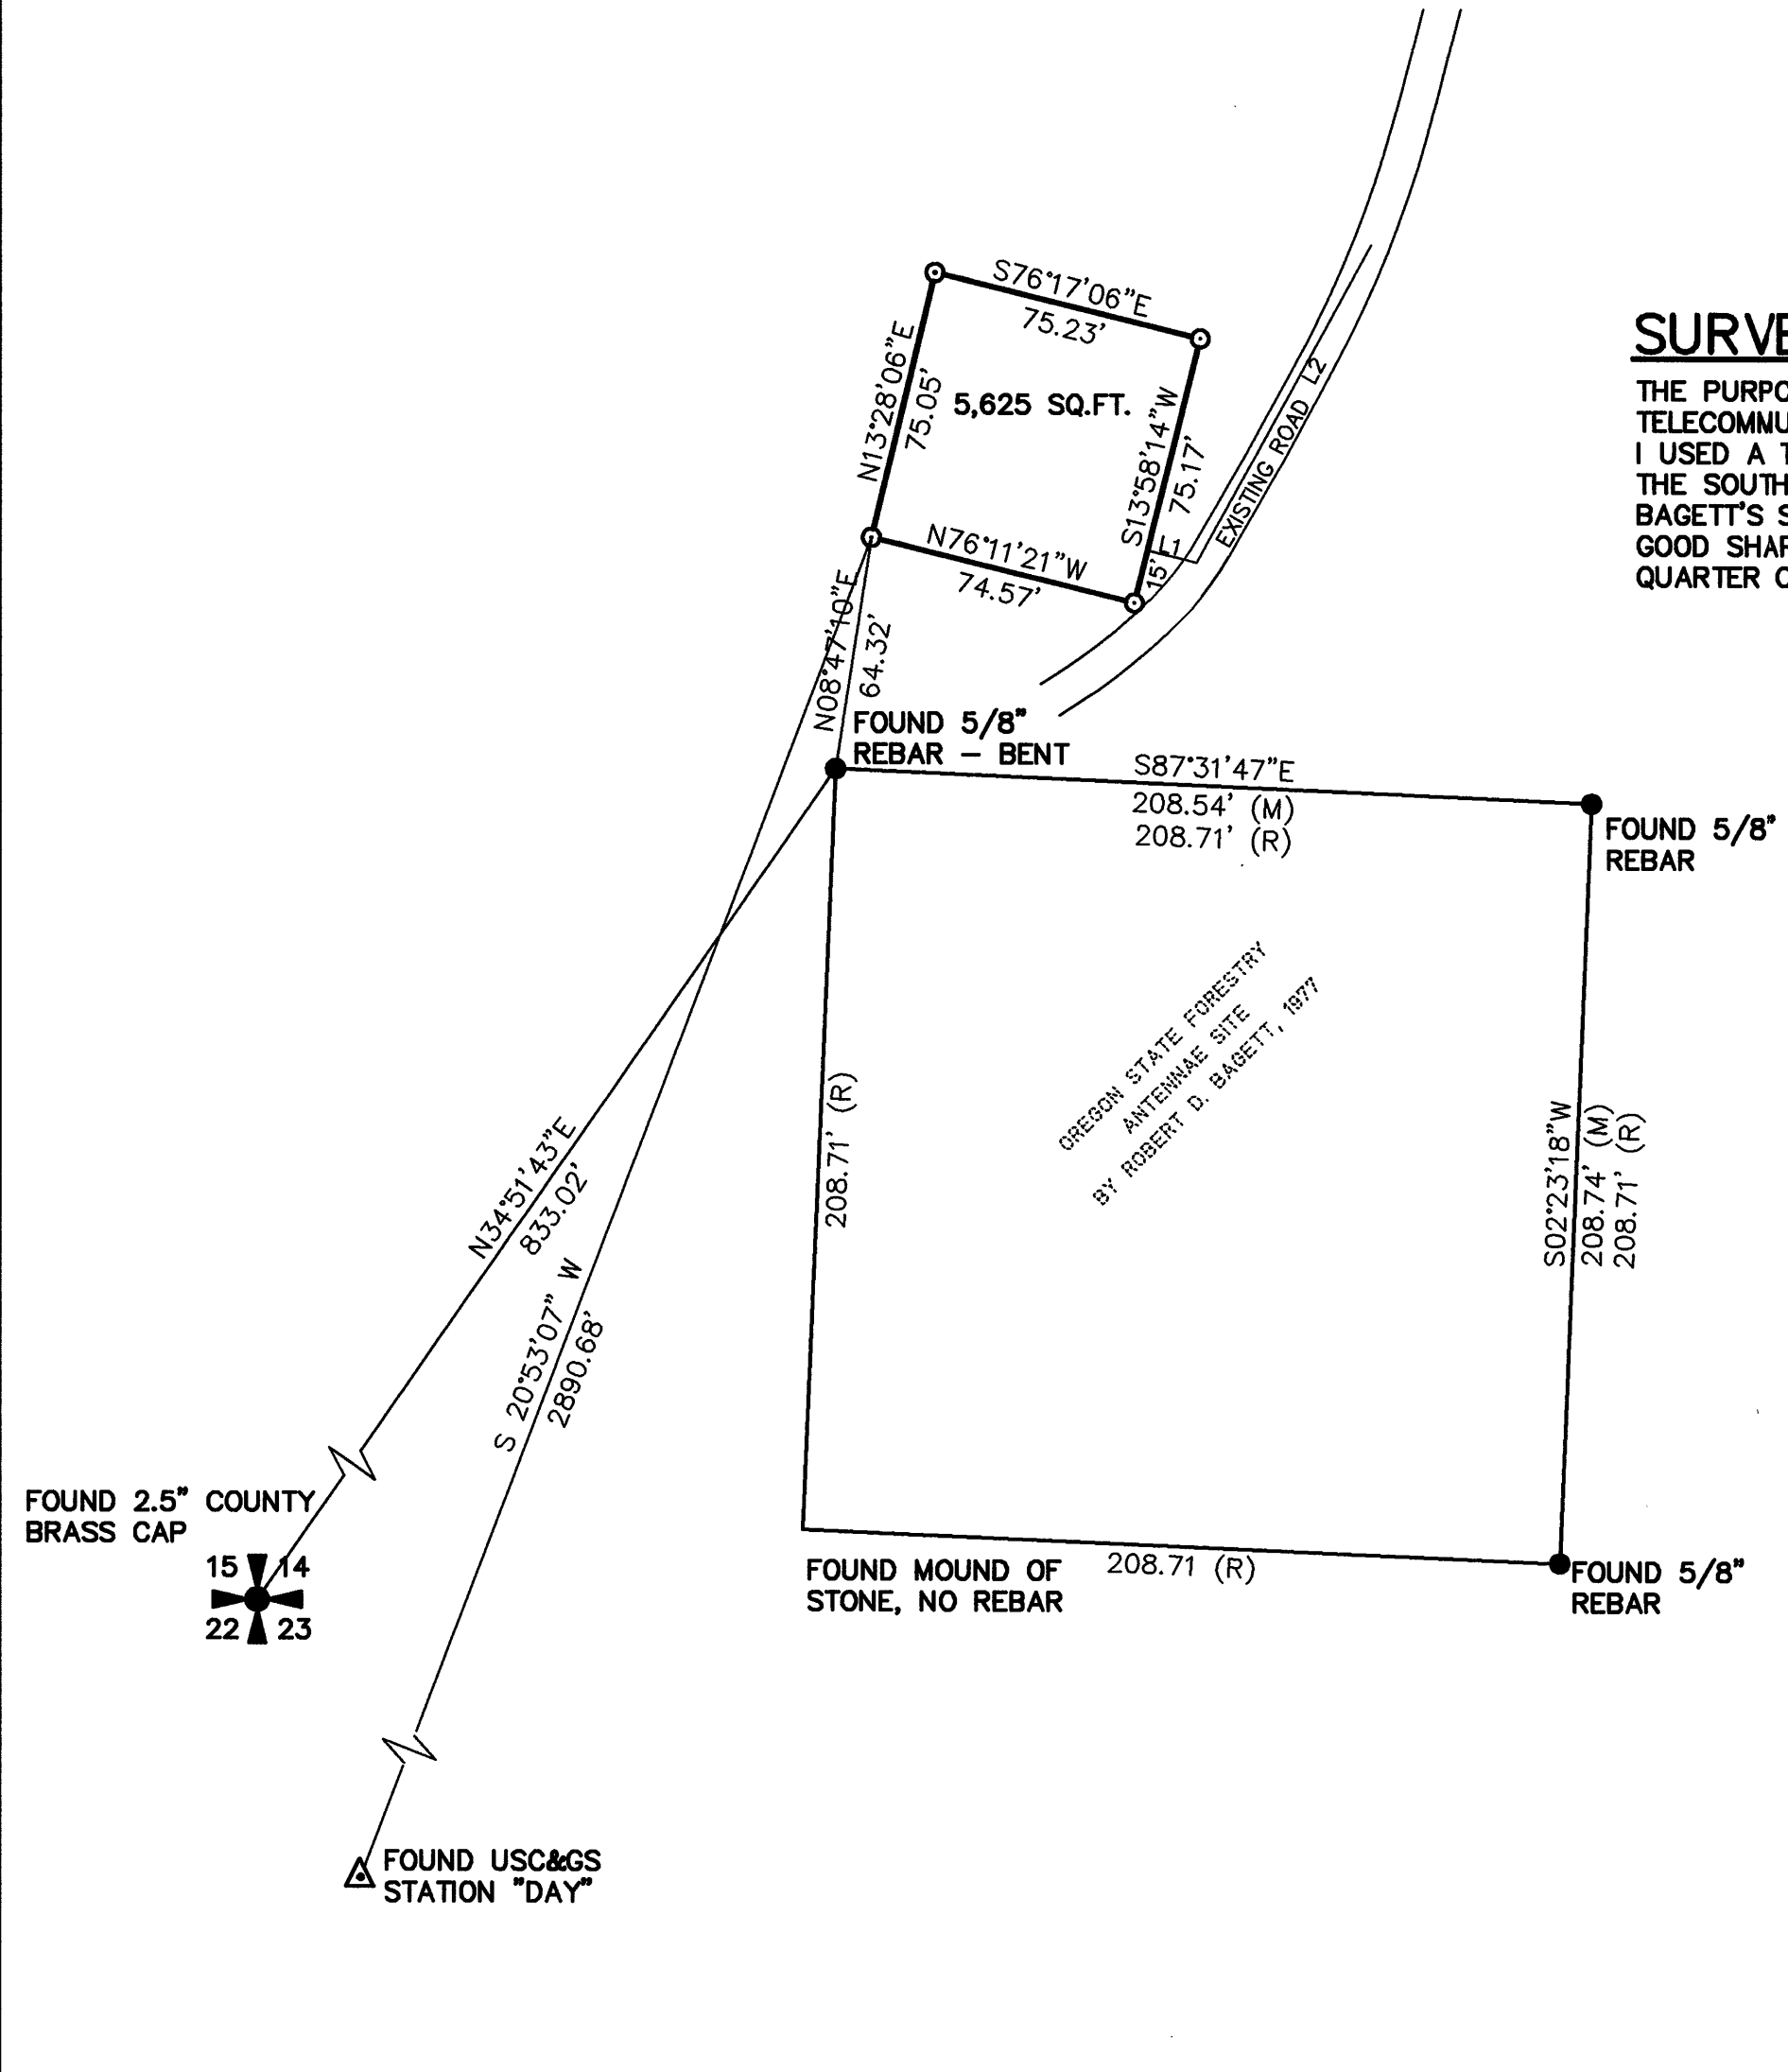 S76°17'06"E
75.23'
N13°28'06"E
75.05'
5,625 SQ.FT.
S13°58'14"W
75.17'
N76°11'21"W
74.57'
L1
15'
EXISTING ROAD L2
SURVE
THE PURPO
TELECOMMU
I USED A T
THE SOUTH
BAGETT'S S
GOOD SHAR
QUARTER C
N08°47'10"E
64.32'
FOUND 5/8"
REBAR – BENT
S87°31'47"E
208.54' (M)
208.71' (R)
FOUND 5/8"
REBAR
OREGON STATE FORESTRY
ANTENNAE SITE
BY ROBERT D. BAGETT, 1977
208.71' (R)
S02°23'18"W
208.74' (M)
208.71' (R)
N34°51'43"E
833.02'
S 20°53'07" W
2890.68'
FOUND 2.5" COUNTY
BRASS CAP
15 14
22 23
FOUND MOUND OF
STONE, NO REBAR
208.71 (R)
FOUND 5/8"
REBAR
FOUND USC&GS
STATION "DAY"